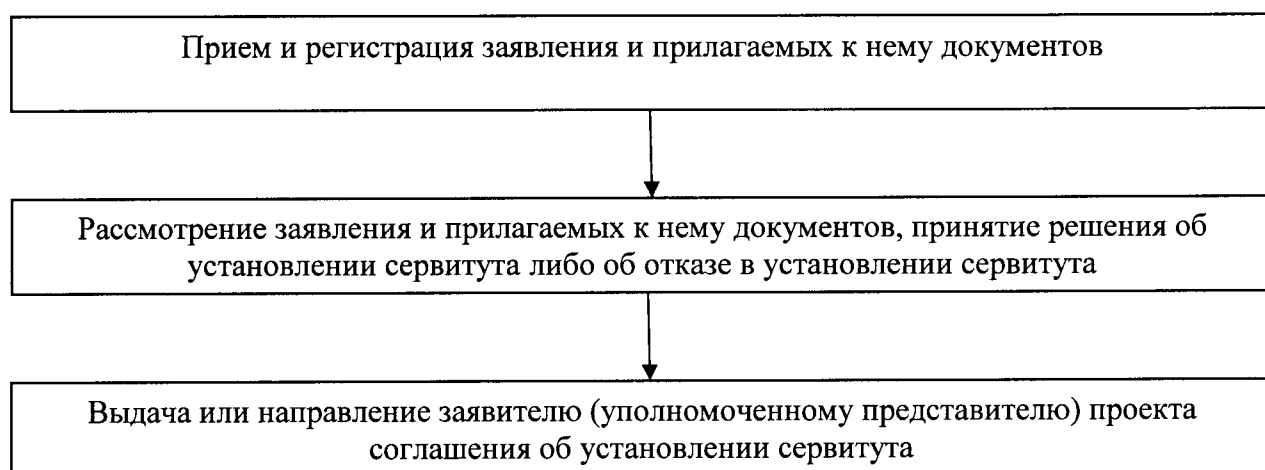 Прием и регистрация заявления и прилагаемых к нему документов
Рассмотрение заявления и прилагаемых к нему документов, принятие решения об
установлении сервитута либо об отказе в установлении сервитута
Выдача или направление заявителю (уполномоченному представителю) проекта
соглашения об установлении сервитута